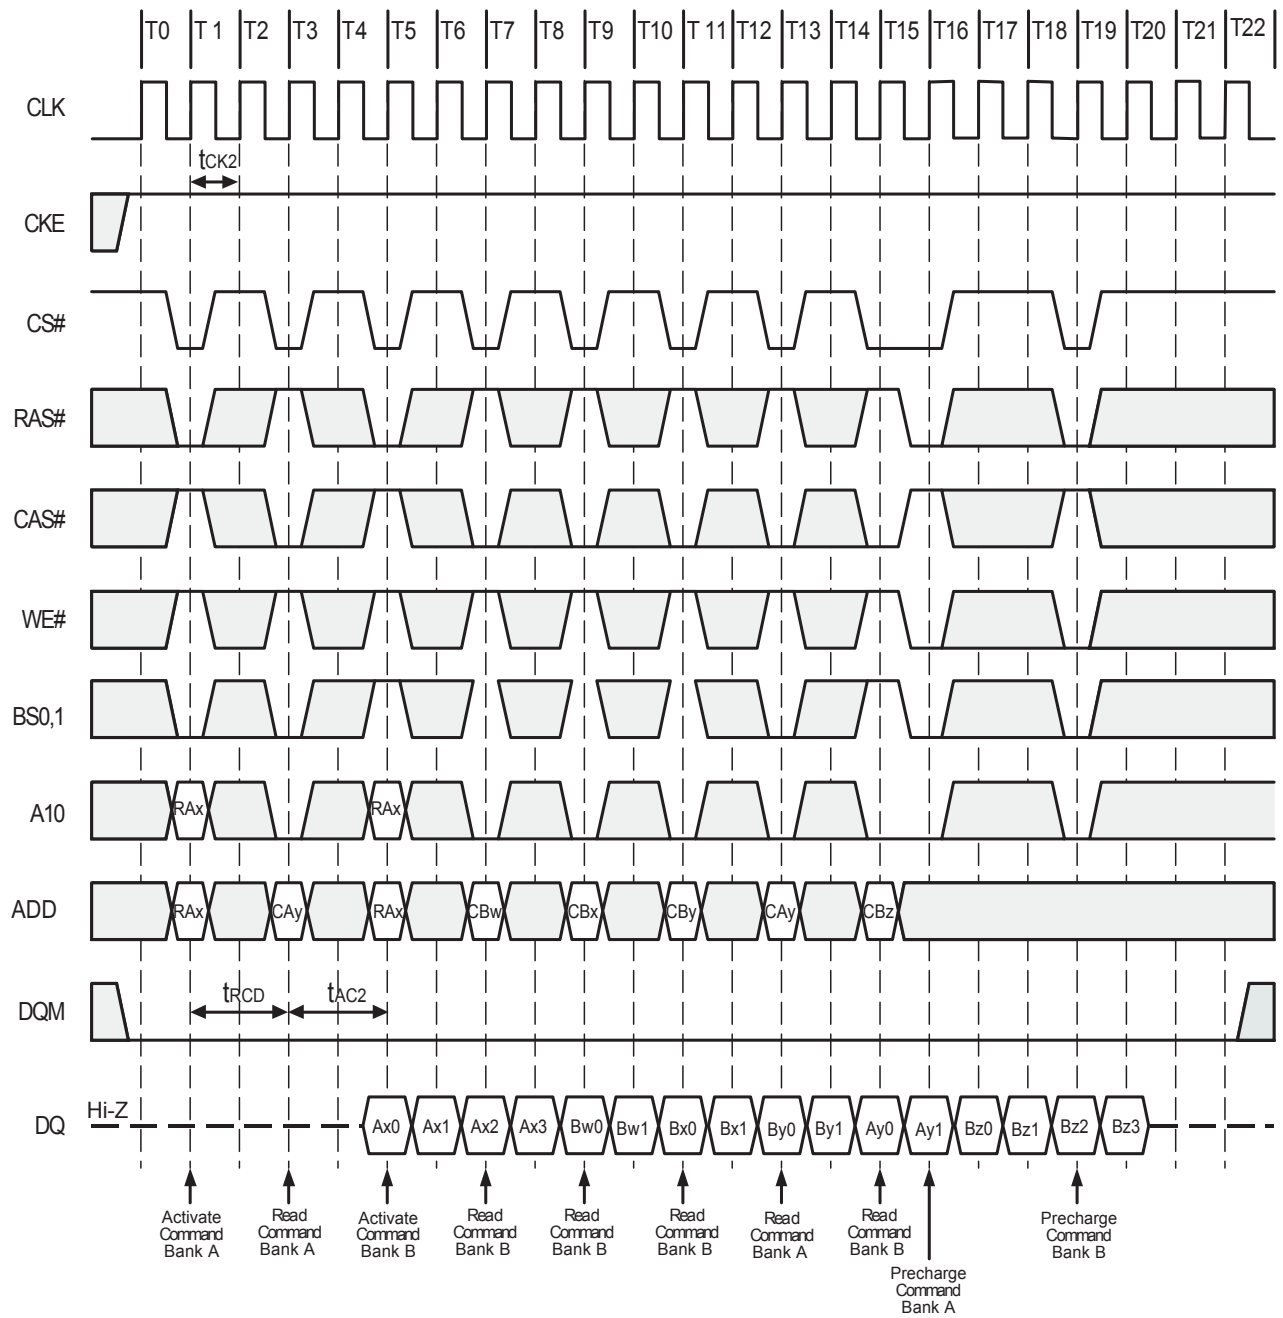 T0 T 1 T2 T3 T4 T5 T6 T7 T8 T9 T10 T 11 T12 T13 T14 T15 T16 T17 T18 T19 T20 T21 T22
CLK
tCK2
CKE
CS#
RAS#
CAS#
WE#
BS0,1
A10 RAx RAx
ADD RAx CAy RAx CBw CBx CBy CAy CBz
DQM tRCD tAC2
Hi-Z
DQ Ax0 Ax1 Ax2 Ax3 Bw0 Bw1 Bx0 Bx1 By0 By1 Ay0 Ay1 Bz0 Bz1 Bz2 Bz3
Activate
Command
Bank A
Read
Command
Bank A
Activate
Command
Bank B
Read
Command
Bank B
Read
Command
Bank B
Read
Command
Bank B
Read
Command
Bank A
Read
Command
Bank B
Precharge
Command
Bank A
Precharge
Command
Bank B